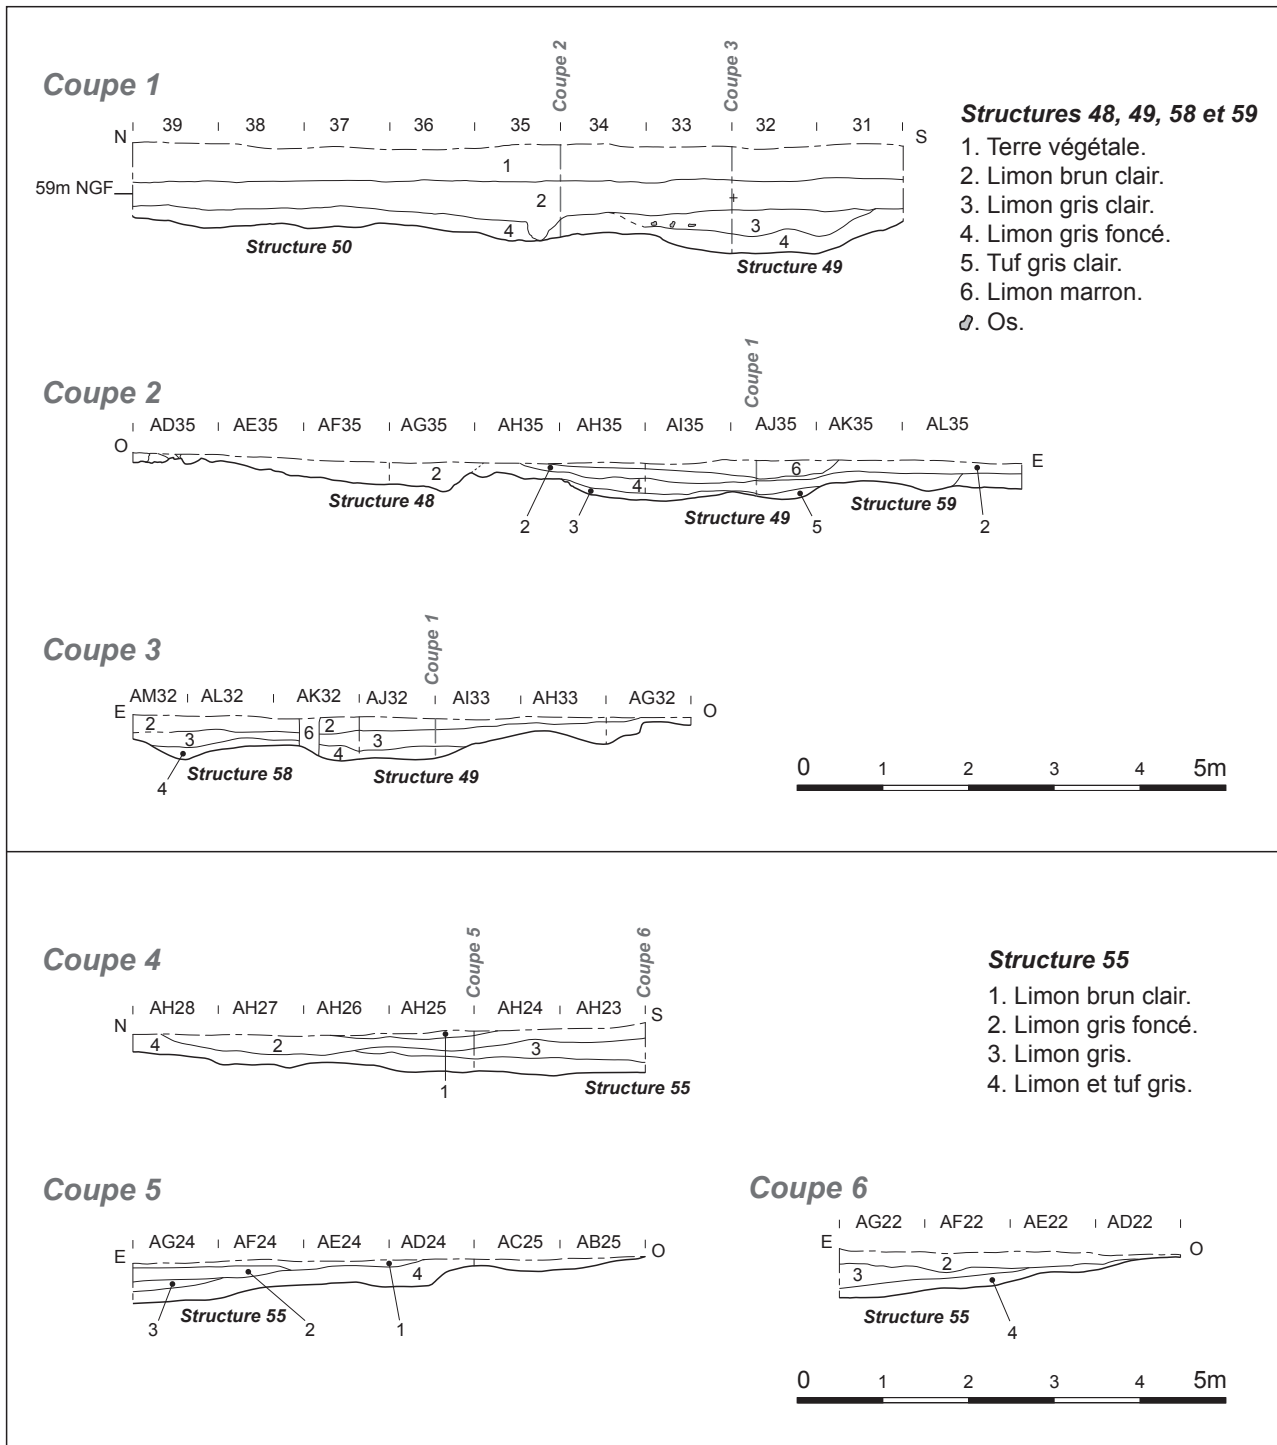 Coupe 1
Coupe 2
Coupe 3
N 39 38 37 36 35 34 33 32 31 S
59m NGF
1
2
3
4
4
Structure 50
Structure 49
Structures 48, 49, 58 et 59
1. Terre végétale.
2. Limon brun clair.
3. Limon gris clair.
4. Limon gris foncé.
5. Tuf gris clair.
6. Limon marron.
. Os.
Coupe 2
Coupe 1
O AD35 AE35 AF35 AG35 AH35 AH35 AI35 AJ35 AK35 AL35 E
2
6
4
Structure 48
Structure 49
Structure 59
2
3
5
2
Coupe 3
Coupe 1
E AM32 AL32 AK32 AJ32 AI33 AH33 AG32 O
2
2
6
3
3
4
Structure 58
Structure 49
4
0 1 2 3 4 5m
Coupe 4
Coupe 5
Coupe 6
N AH28 AH27 AH26 AH25 AH24 AH23 S
4
2
3
1
Structure 55
Structure 55
1. Limon brun clair.
2. Limon gris foncé.
3. Limon gris.
4. Limon et tuf gris.
Coupe 5
E AG24 AF24 AE24 AD24 AC25 AB25 O
4
Structure 55
3
2
1
Coupe 6
E AG22 AF22 AE22 AD22 O
2
3
Structure 55
4
0 1 2 3 4 5m